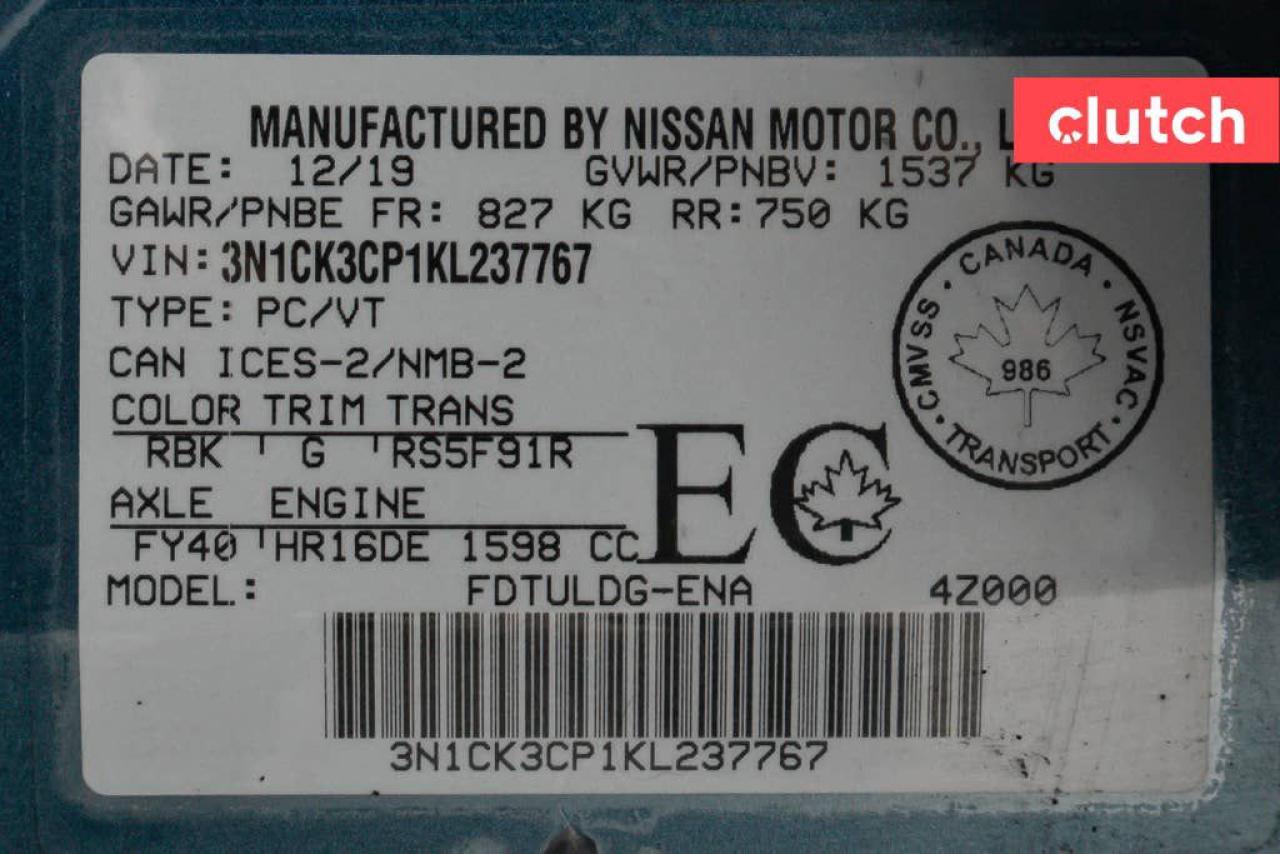 clutch
MANUFACTURED BY NISSAN MOTOR CO.,
DATE: 12/19 GVWR/PNBV: 1537 KG
GAWR/PNBE FR: 827 KG RR:750 KG
VIN:3N1CK3CP1KL237767
TYPE: PC/VT
CAN ICES-2/NMB-2
COLOR TRIM TRANS
RBK G RS5F91R
AXLE ENGINE
FY40 HR16DE 1598 CC
EC
CANADA · NSVAC · TRANSPORT · CMVSS ·
986
MODEL: FDTULDG-ENA 4Z000
3N1CK3CP1KL237767